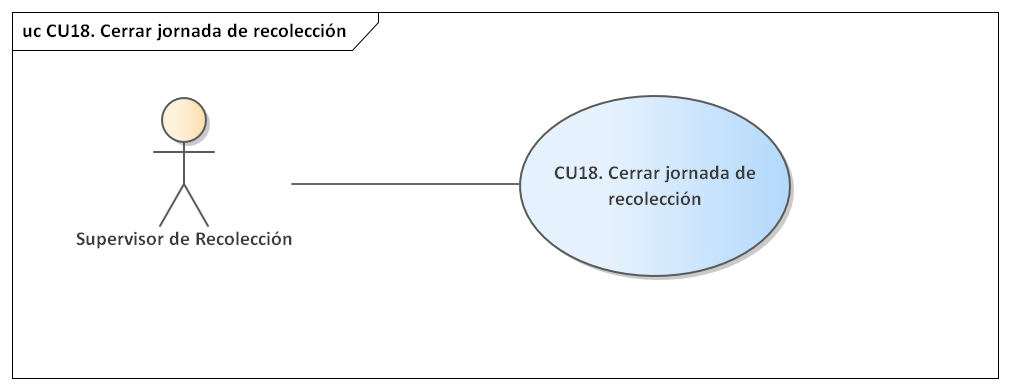 uc CU18. Cerrar jornada de recolección
CU18. Cerrar jornada de
recolección
Supervisor de Recolección